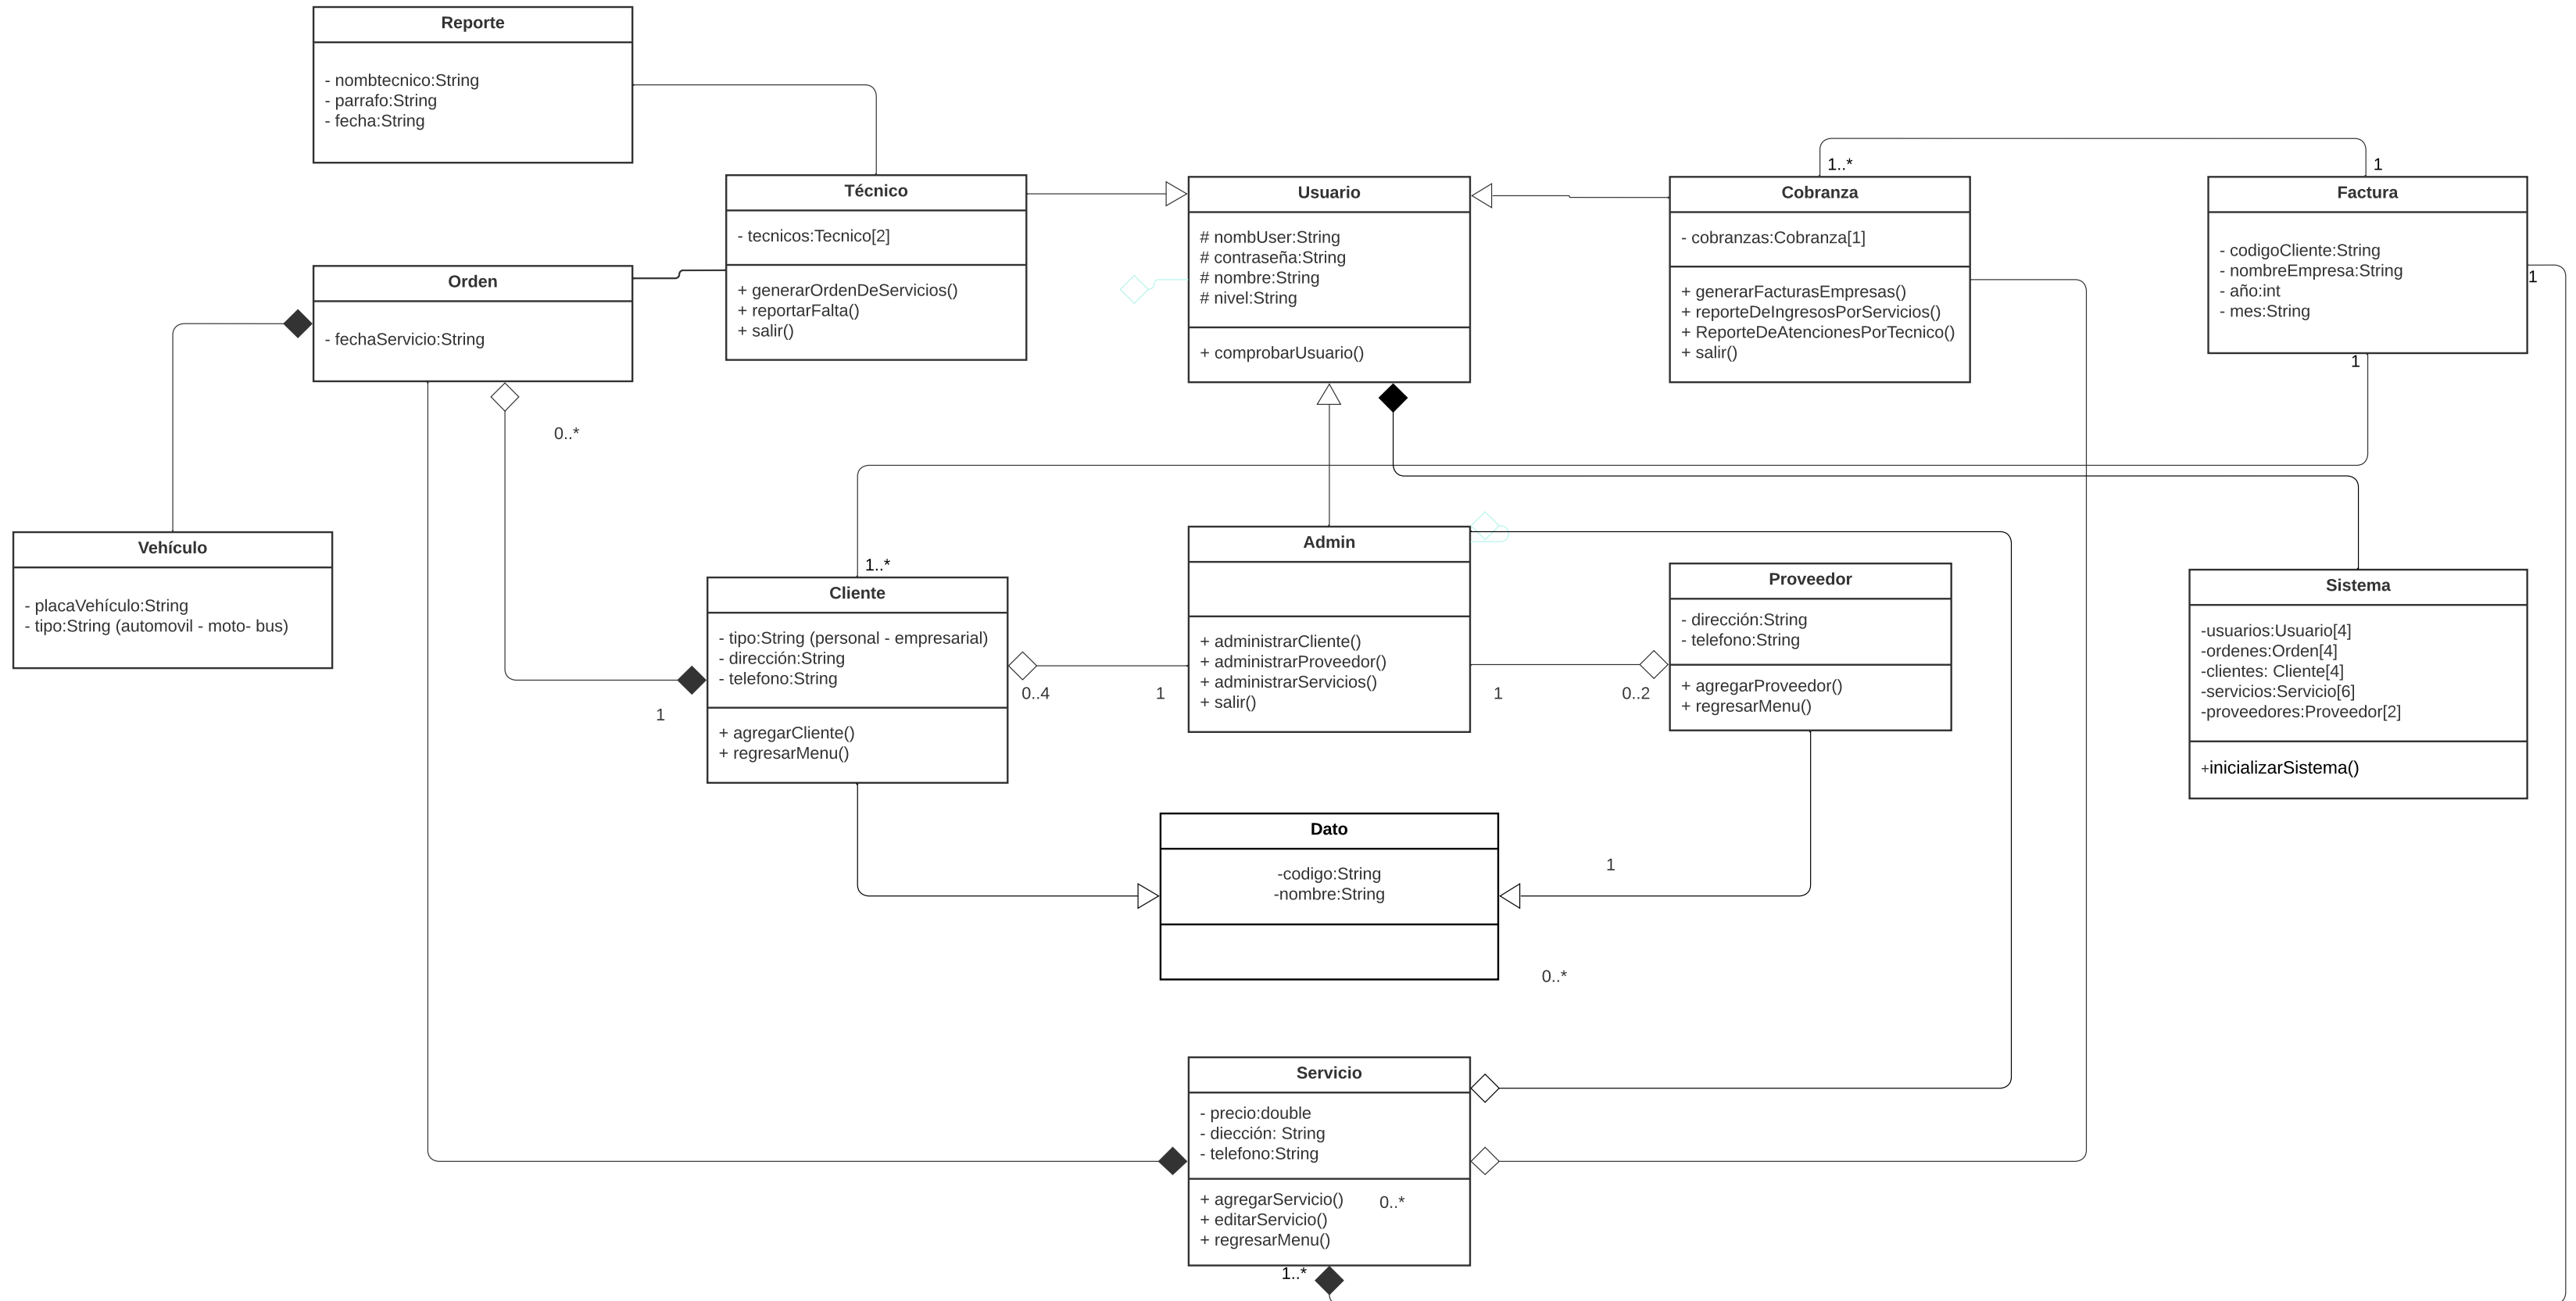 Reporte
- nombtecnico:String
- parrafo:String
- fecha:String
Técnico
- tecnicos:Tecnico[2]
+ generarOrdenDeServicios()
+ reportarFalta()
+ salir()
Usuario
# nombUser:String
# contraseña:String
# nombre:String
# nivel:String
+ comprobarUsuario()
1..*
Cobranza
- cobranzas:Cobranza[1]
+ generarFacturasEmpresas()
+ reporteDeIngresosPorServicios()
+ ReporteDeAtencionesPorTecnico()
+ salir()
1
Factura
- codigoCliente:String
- nombreEmpresa:String
- año:int
- mes:String
1
1
Orden
- fechaServicio:String
0..*
Vehículo
- placaVehículo:String
- tipo:String (automovil - moto- bus)
1..*
Cliente
- tipo:String (personal - empresarial)
- dirección:String
- telefono:String
+ agregarCliente()
+ regresarMenu()
1
0..4
1
Admin
+ administrarCliente()
+ administrarProveedor()
+ administrarServicios()
+ salir()
1
0..2
Proveedor
- dirección:String
- telefono:String
+ agregarProveedor()
+ regresarMenu()
Sistema
-usuarios:Usuario[4]
-ordenes:Orden[4]
-clientes: Cliente[4]
-servicios:Servicio[6]
-proveedores:Proveedor[2]
+inicializarSistema()
Dato
-codigo:String
-nombre:String
1
0..*
Servicio
- precio:double
- diección: String
- telefono:String
+ agregarServicio()
+ editarServicio()
+ regresarMenu()
0..*
1..*